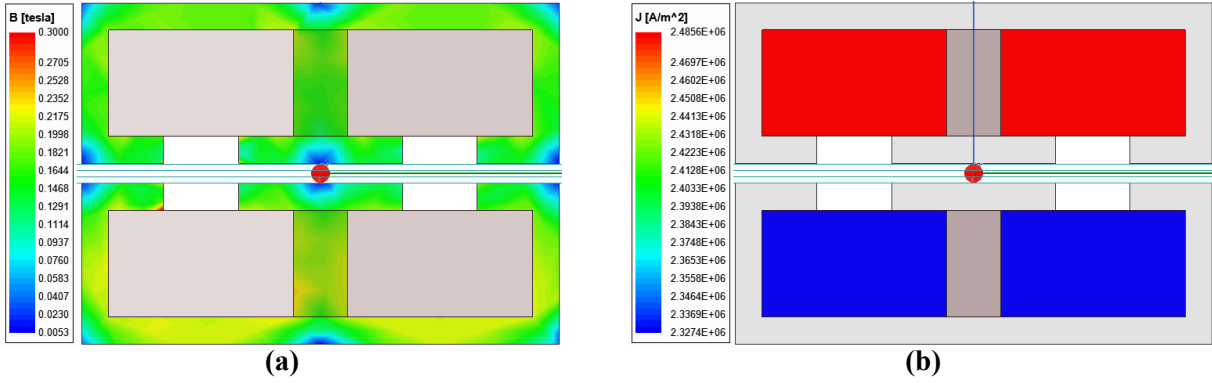 B [tesla]
0.3000
0.2705
0.2528
0.2352
0.2175
0.1998
0.1821
0.1644
0.1468
0.1291
0.1114
0.0937
0.0760
0.0583
0.0407
0.0230
0.0053
(a)
J [A/m^2]
2.4856E+06
2.4697E+06
2.4602E+06
2.4508E+06
2.4413E+06
2.4318E+06
2.4223E+06
2.4128E+06
2.4033E+06
2.3938E+06
2.3843E+06
2.3748E+06
2.3653E+06
2.3558E+06
2.3464E+06
2.3369E+06
2.3274E+06
(b)